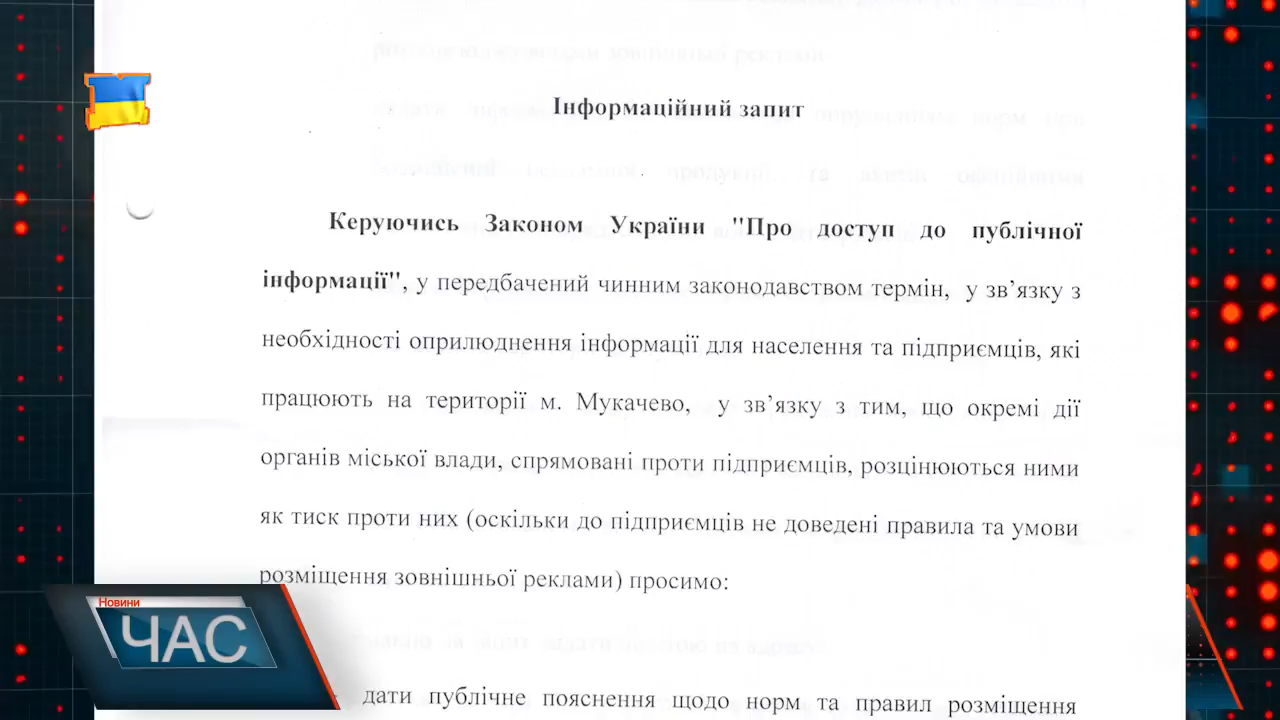 Інформаційний запит
Керуючись Законом України "Про доступ до публічної
інформації", у передбачений чинним законодавством термін, у зв’язку з
необхідності оприлюднення інформації для населення та підприємців, які
працюють на території м. Мукачево, у зв’язку з тим, що окремі дії
органів міської влади, спрямовані проти підприємців, розцінюються ними
як тиск проти них (оскільки до підприємців не доведені правила та умови
розміщення зовнішньої реклами) просимо:
дати публічне пояснення щодо норм та правил розміщення
Новини
ЧАС